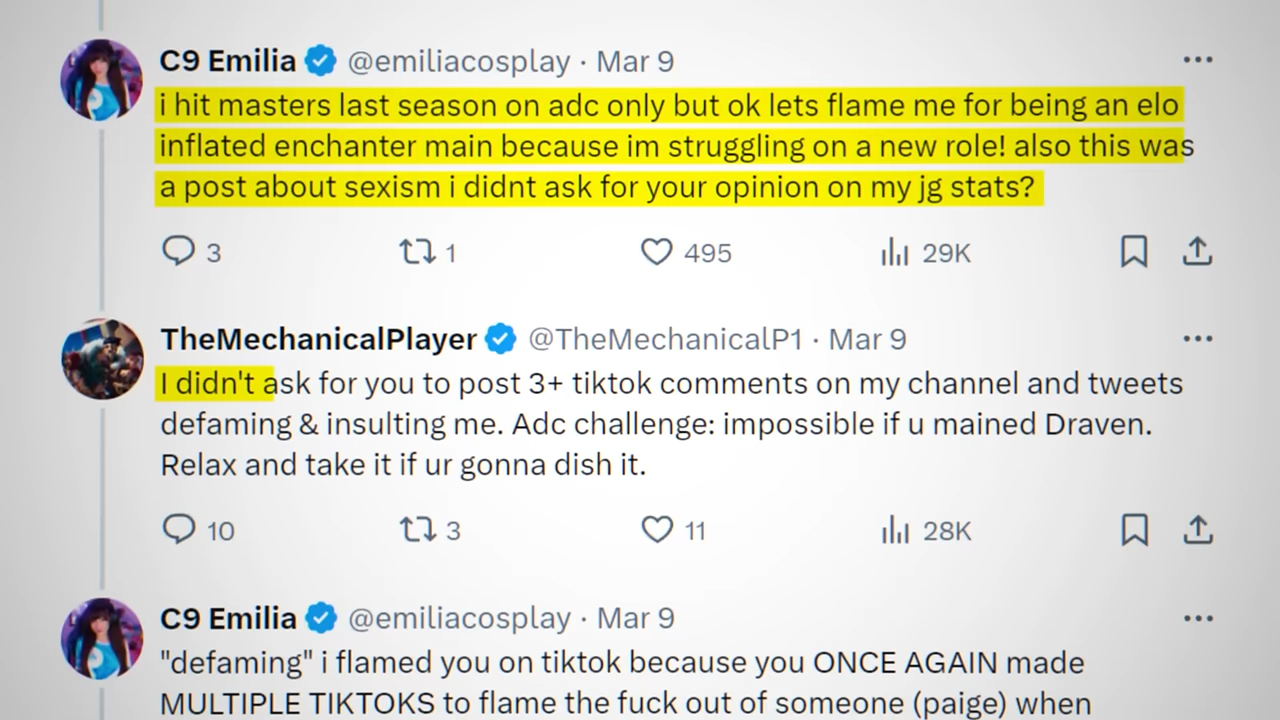 C9 Emilia @emiliacosplay · Mar 9
i hit masters last season on adc only but ok lets flame me for being an elo
inflated enchanter main because im struggling on a new role! also this was
a post about sexism i didnt ask for your opinion on my jg stats?
3 1 495 29K
TheMechanicalPlayer @TheMechanicalP1 · Mar 9
I didn't ask for you to post 3+ tiktok comments on my channel and tweets
defaming & insulting me. Adc challenge: impossible if u mained Draven.
Relax and take it if ur gonna dish it.
10 3 11 28K
C9 Emilia @emiliacosplay · Mar 9
"defaming" i flamed you on tiktok because you ONCE AGAIN made
MULTIPLE TIKTOKS to flame the fuck out of someone (paige) when